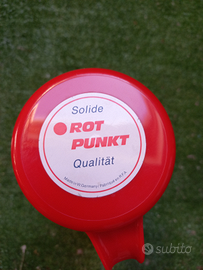 Solide
ROT
PUNKT
Qualität
subito